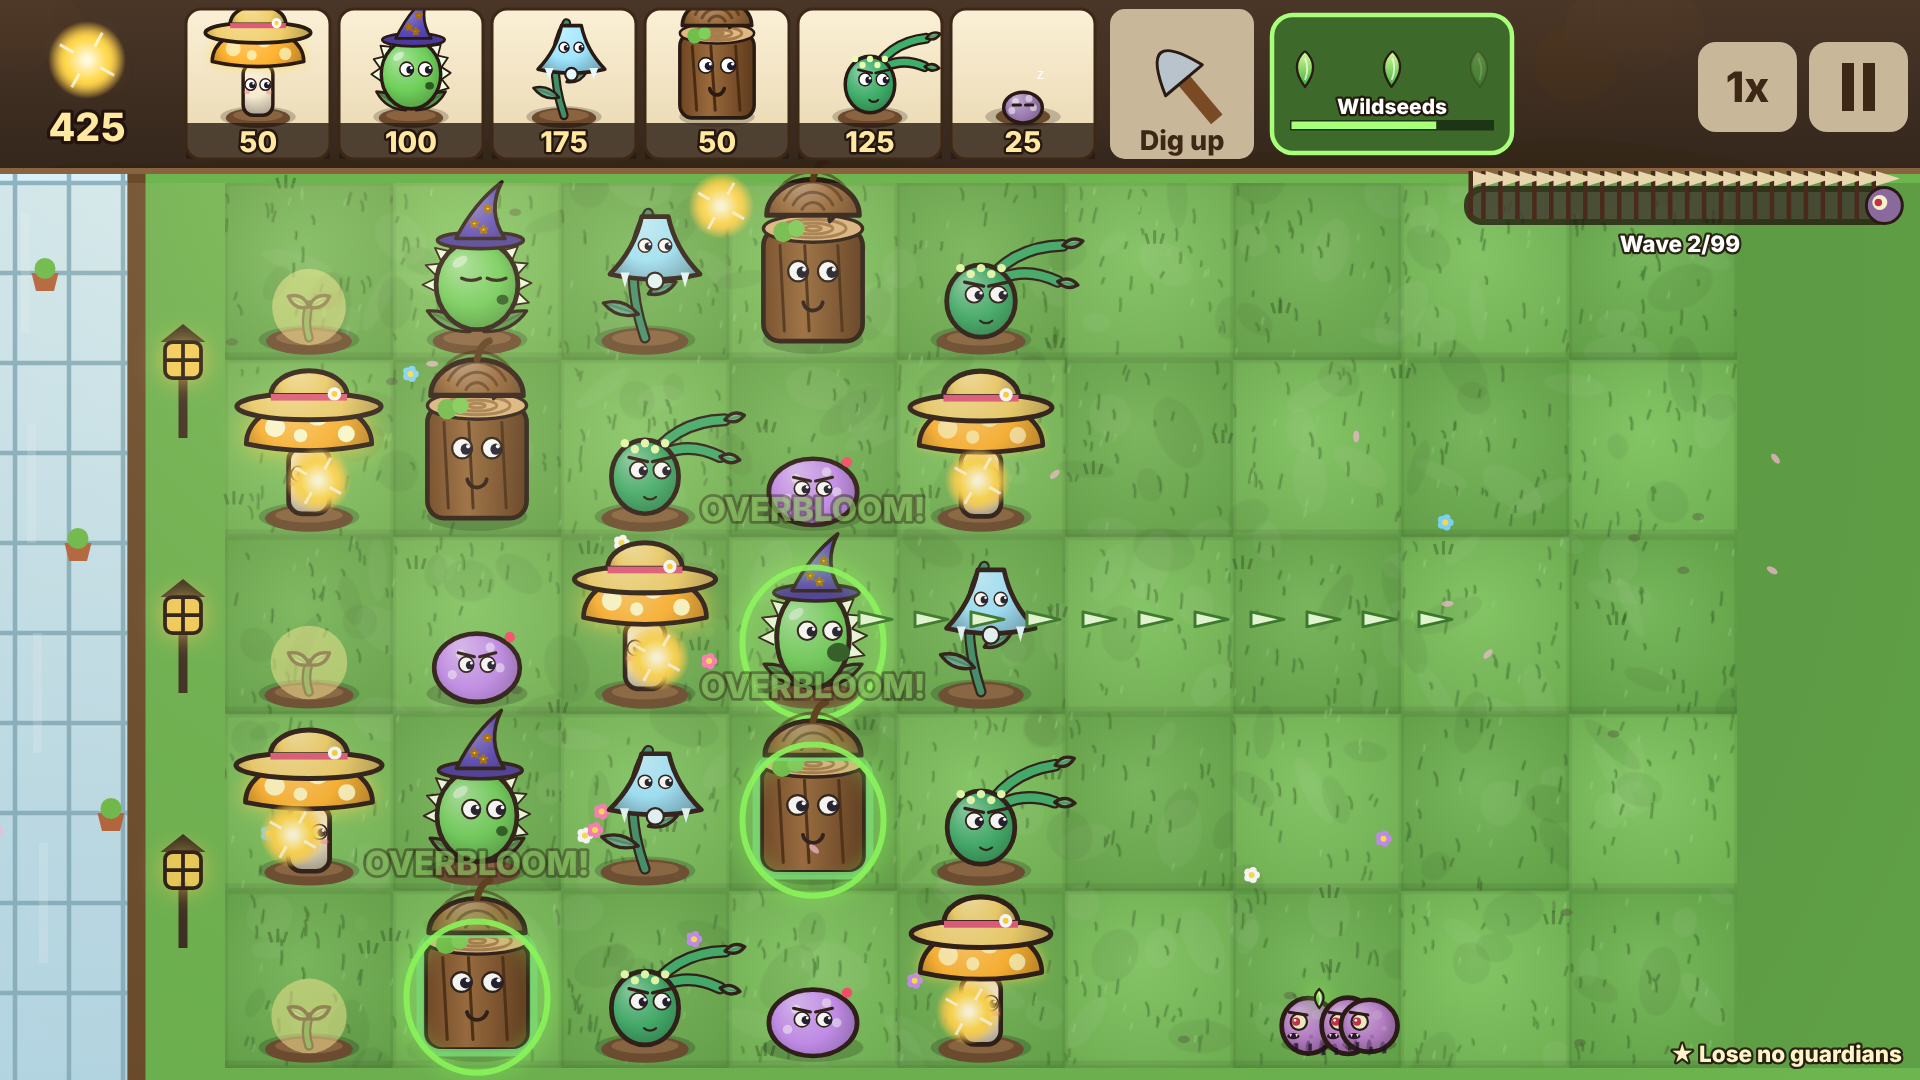 425
50
100
175
50
125
z
25
Dig up
Wildseeds
1x
Wave 2/99
OVERBLOOM!
OVERBLOOM!
OVERBLOOM!
★ Lose no guardians